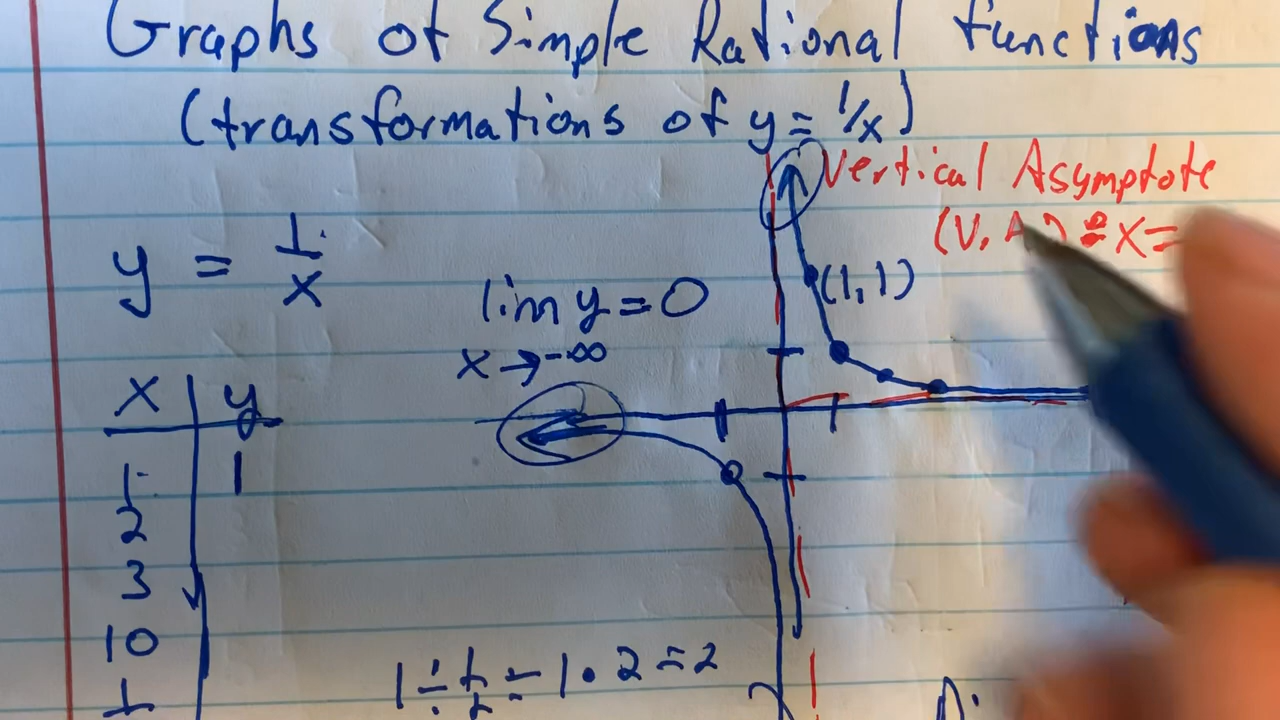 Graphs of Simple Rational Functions
(transformations of y = 1/x)
Vertical Asymptote
(V, A) : x =
y = 1/x
(1, 1)
lim y = 0
x → -∞
x y
1 1
2
3
10
1 ÷ 1/2 = 1 • 2 = 2